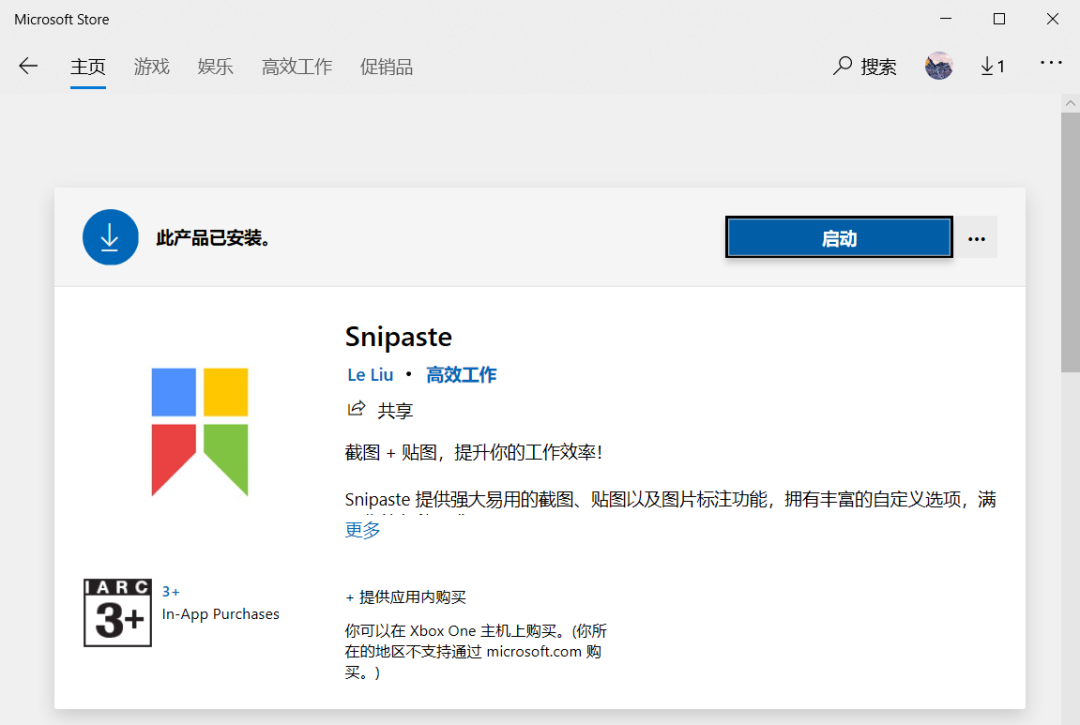 Microsoft Store
主页 游戏 娱乐 高效工作 促销品 搜索 1
此产品已安装。 启动
Snipaste
Le Liu • 高效工作
共享
截图 + 贴图，提升你的工作效率！
Snipaste 提供强大易用的截图、贴图以及图片标注功能，拥有丰富的自定义选项，满
更多
IARC
3+
3+
In-App Purchases
+ 提供应用内购买
你可以在 Xbox One 主机上购买。(你所
在的地区不支持通过 microsoft.com 购
买。)